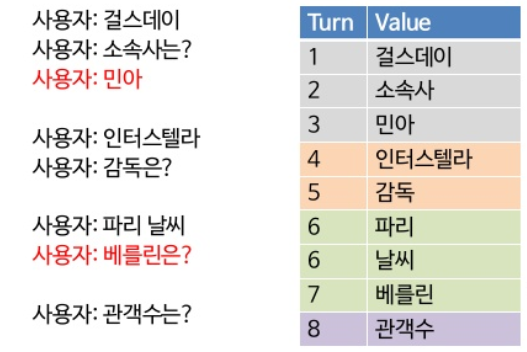 사용자: 걸스데이
사용자: 소속사는?
사용자: 민아
사용자: 인터스텔라
사용자: 감독은?
사용자: 파리 날씨
사용자: 베를린은?
사용자: 관객수는?
Turn Value
1 걸스데이
2 소속사
3 민아
4 인터스텔라
5 감독
6 파리
6 날씨
7 베를린
8 관객수